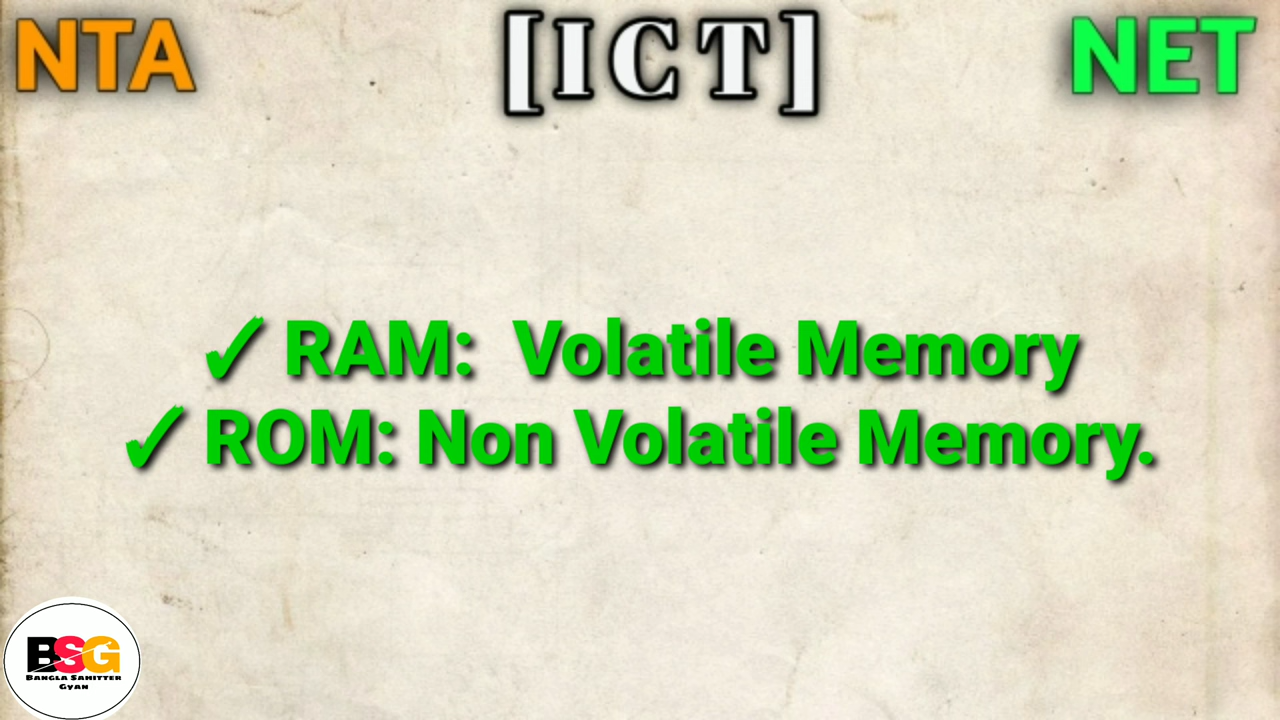 NTA [ICT] NET
✓ RAM: Volatile Memory
✓ ROM: Non Volatile Memory.
BSG
BANGLA SAHITTER
GYAN